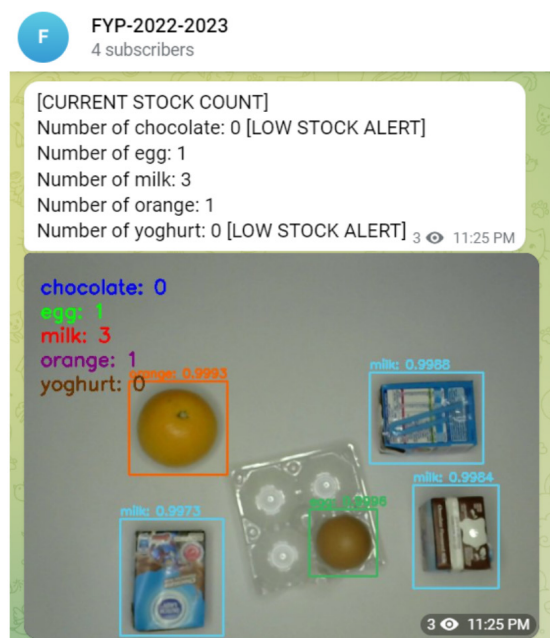 F
FYP-2022-2023
4 subscribers
[CURRENT STOCK COUNT]
Number of chocolate: 0 [LOW STOCK ALERT]
Number of egg: 1
Number of milk: 3
Number of orange: 1
Number of yoghurt: 0 [LOW STOCK ALERT]
3 11:25 PM
chocolate: 0
egg: 1
milk: 3
orange: 1
yoghurt: 0
orange: 0.9993
milk: 0.9988
milk: 0.9984
egg: 0.9996
milk: 0.9973
3 11:25 PM